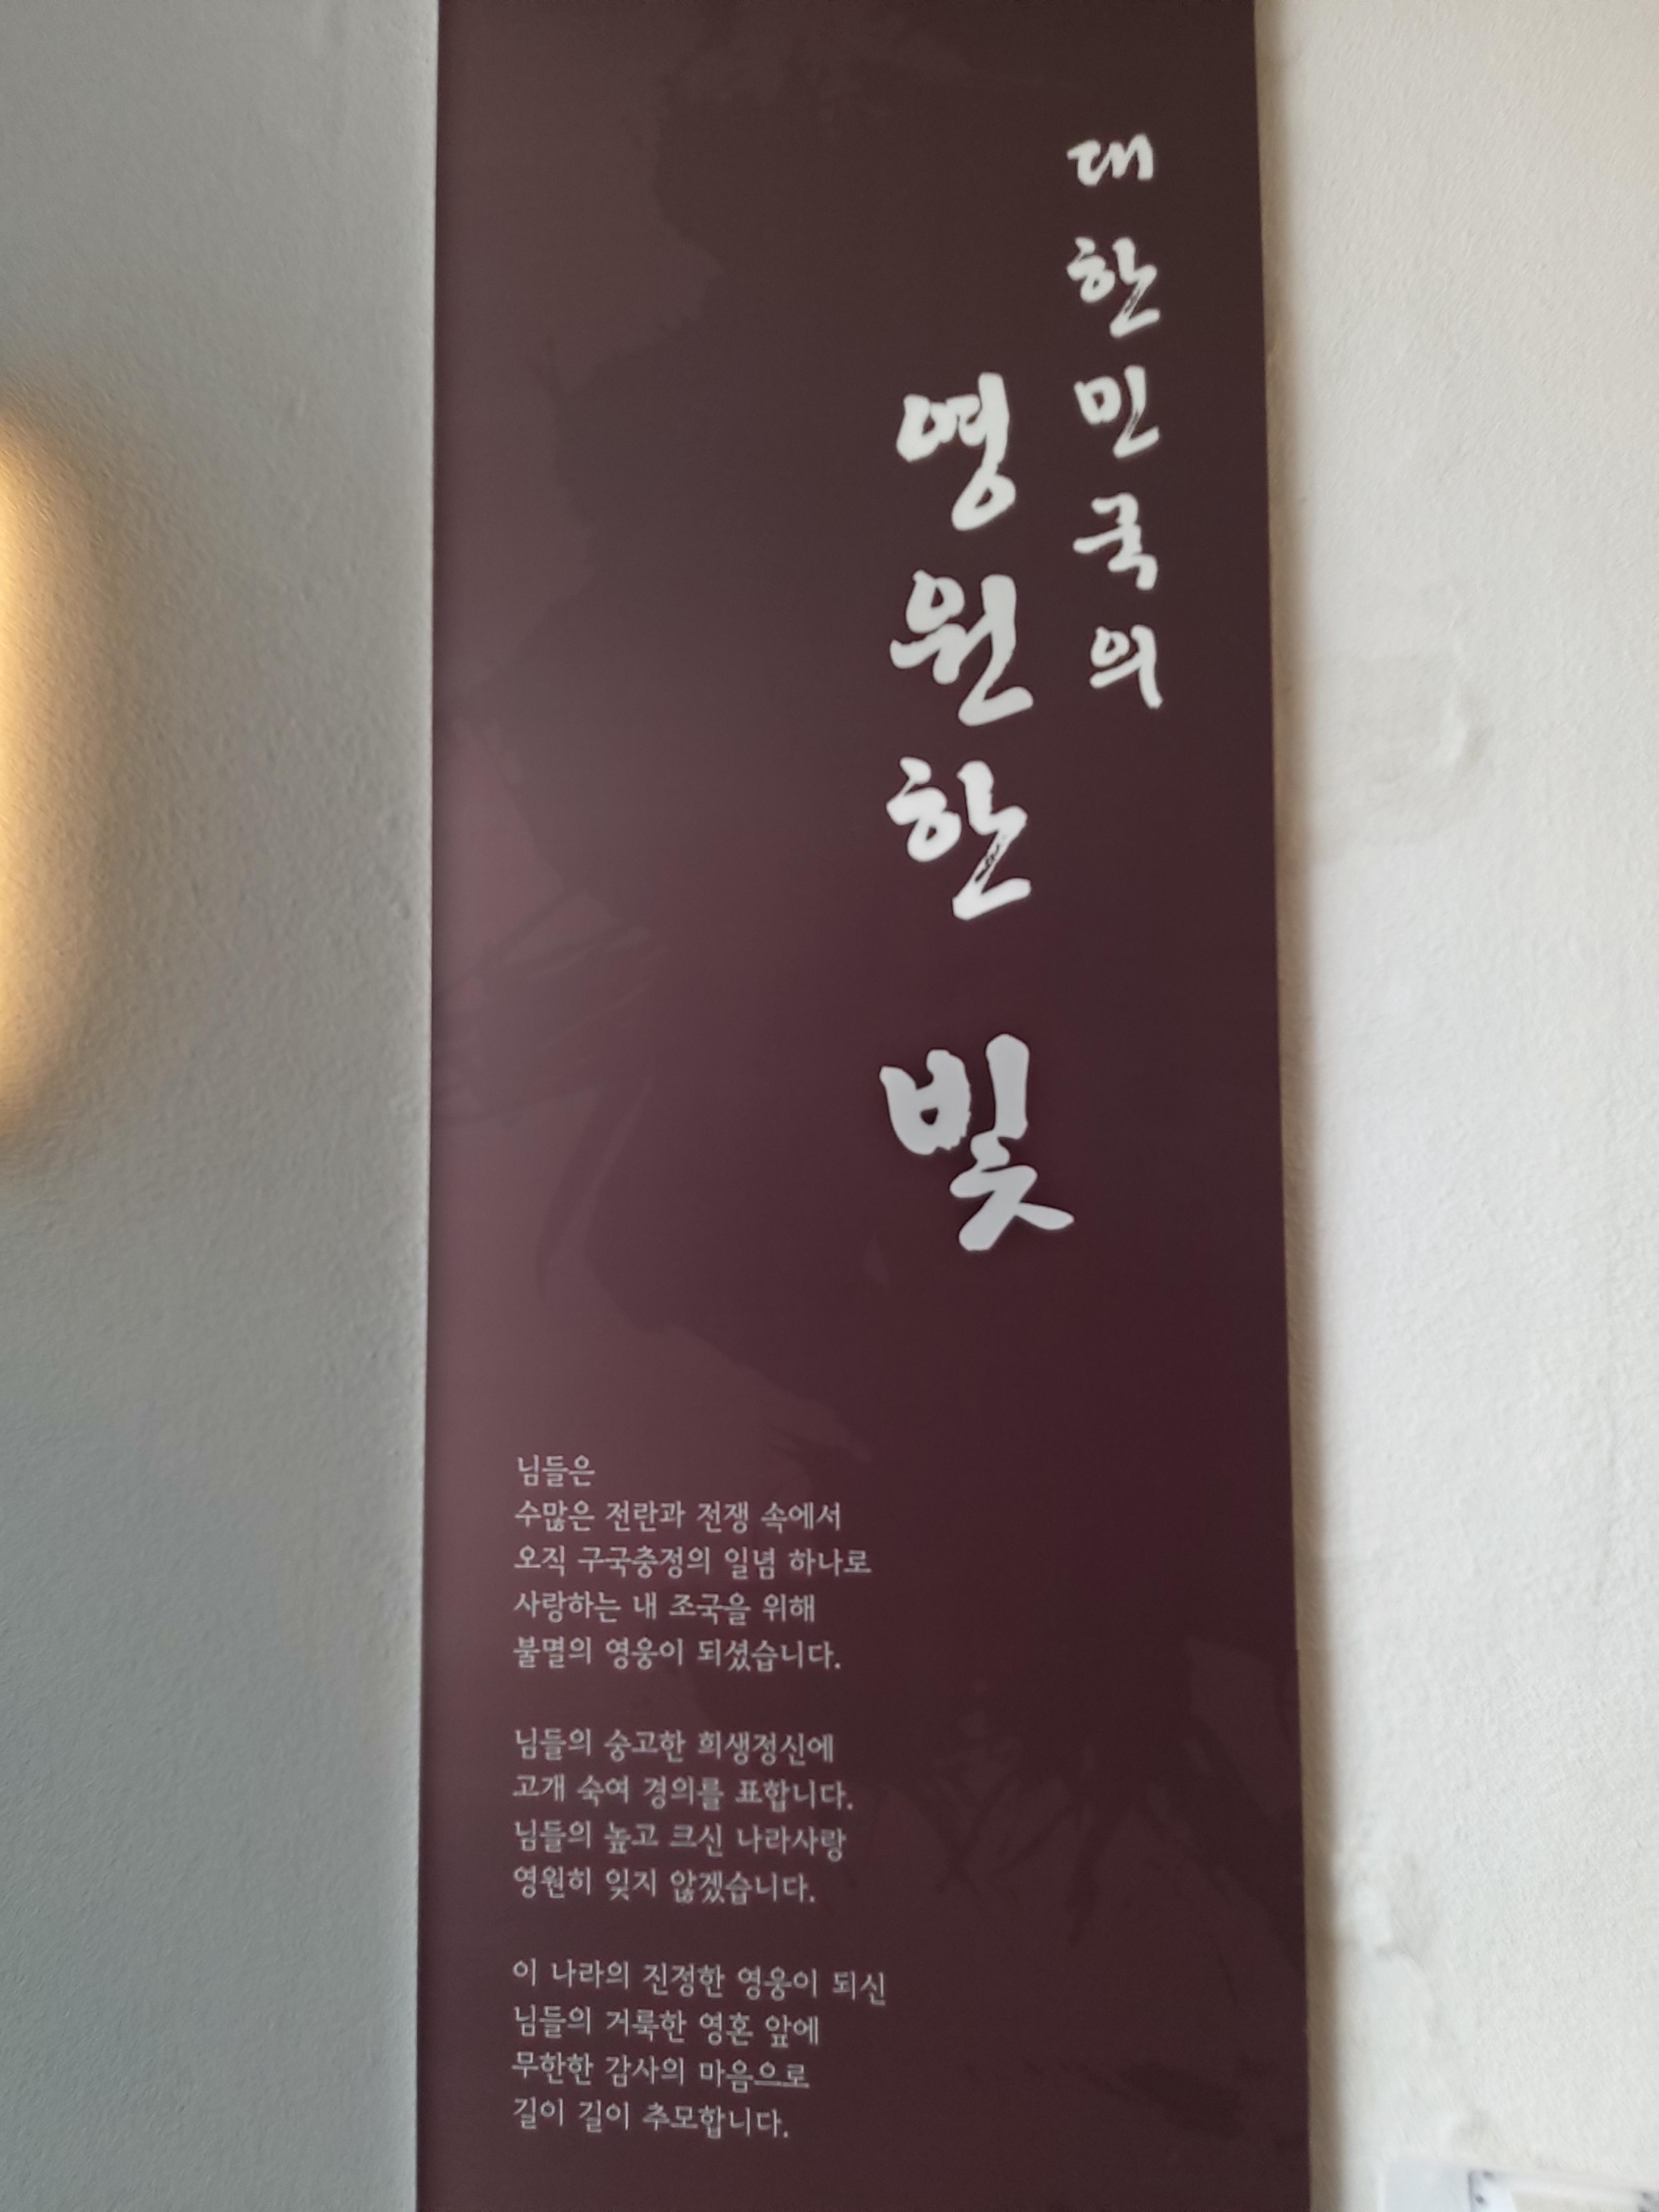 대한민국의
영원한 빛
님들은
수많은 전란과 전쟁 속에서
오직 구국충정의 일념 하나로
사랑하는 내 조국을 위해
불멸의 영웅이 되셨습니다.
님들의 숭고한 희생정신에
고개 숙여 경의를 표합니다.
님들의 높고 크신 나라사랑
영원히 잊지 않겠습니다.
이 나라의 진정한 영웅이 되신
님들의 거룩한 영혼 앞에
무한한 감사의 마음으로
길이 길이 추모합니다.